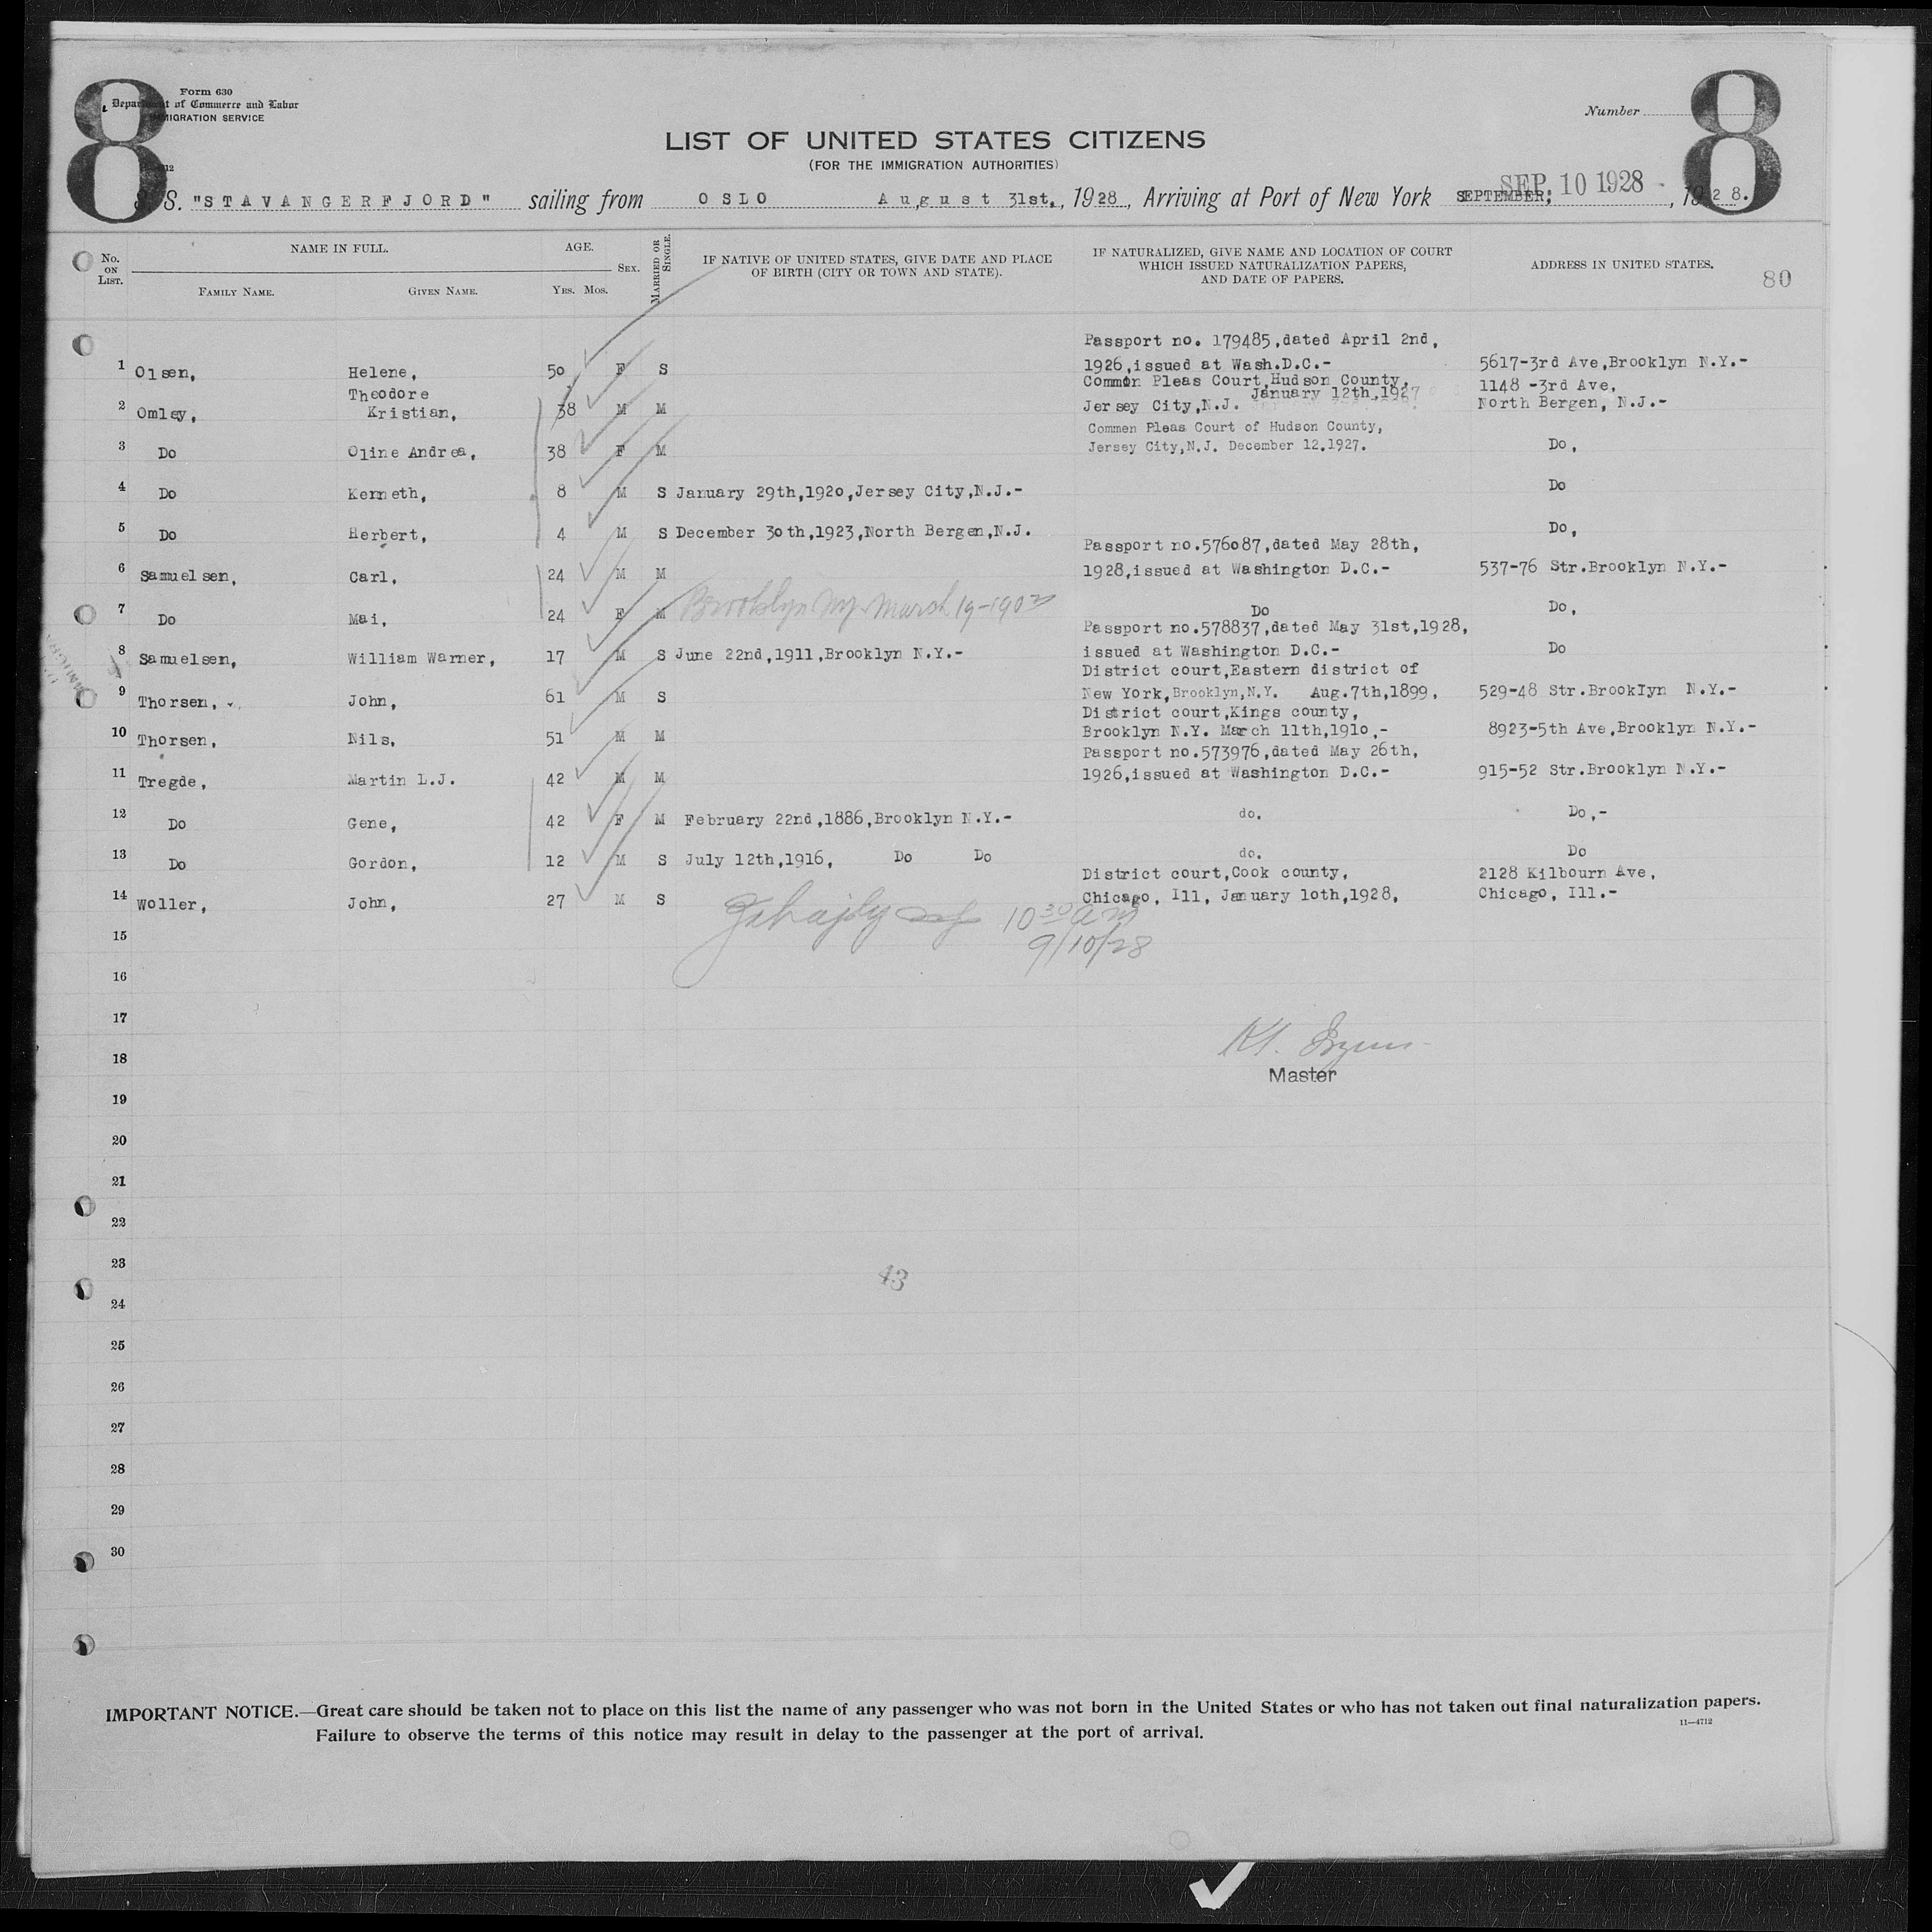 8
8
Form 630
Department of Commerce and Labor
IMMIGRATION SERVICE
Number
LIST OF UNITED STATES CITIZENS
(FOR THE IMMIGRATION AUTHORITIES)
S. S. "STAVANGERFJORD" sailing from OSLO August 31st., 1928, Arriving at Port of New York SEPTEMBER, SEP. 10 1928, 1928.
No. ON LIST.
NAME IN FULL.
FAMILY NAME.
GIVEN NAME.
AGE.
YRS. MOS.
SEX.
MARRIED OR SINGLE.
IF NATIVE OF UNITED STATES, GIVE DATE AND PLACE
OF BIRTH (CITY OR TOWN AND STATE).
IF NATURALIZED, GIVE NAME AND LOCATION OF COURT
WHICH ISSUED NATURALIZATION PAPERS,
AND DATE OF PAPERS.
ADDRESS IN UNITED STATES.
80
Passport no. 179485,dated April 2nd,
1 Olsen, Helene, 50 F S 1926,issued at Wash.D.C.- 5617-3rd Ave,Brooklyn N.Y.-
Theodore Common Pleas Court,Hudson County, 1148 -3rd Ave,
January 12th,1927
2 Omley, Kristian, 38 M M Jersey City,N.J. North Bergen, N.J.-
Commen Pleas Court of Hudson County,
3 Do Oline Andrea, 38 F M Jersey City,N.J. December 12.1927. Do,
4 Do Kenneth, 8 M S January 29th,1920,Jersey City,N.J.- Do
5 Do Herbert, 4 M S December 30th,1923,North Bergen,N.J. Do,
Passport no.576087,dated May 28th,
6 Samuelsen, Carl, 24 M M 1928,issued at Washington D.C.- 537-76 Str.Brooklyn N.Y.-
7 Do Mai, 24 F M Brooklyn NY March 19-1903 Do Do,
Passport no.578837,dated May 31st,1928,
8 Samuelsen, William Warner, 17 M S June 22nd,1911,Brooklyn N.Y.- issued at Washington D.C.- Do
District court,Eastern district of
9 Thorsen, John, 61 M S New York,Brooklyn,N.Y. Aug.7th,1899, 529-48 Str.Brooklyn N.Y.-
District court,Kings county,
10 Thorsen, Nils, 51 M M Brooklyn N.Y. March 11th,1910,- 8923-5th Ave,Brooklyn N.Y.-
Passport no.573976,dated May 26th,
11 Tregde, Martin L.J. 42 M M 1926,issued at Washington D.C.- 915-52 Str.Brooklyn N.Y.-
12 Do Gene, 42 F M February 22nd,1886,Brooklyn N.Y.- do. Do,-
13 Do Gordon, 12 M S July 12th,1916, Do Do do. Do
District court,Cook county, 2128 Kilbourn Ave,
14 Woller, John, 27 M S Chicago, Ill, January 10th,1928, Chicago, Ill.-
10 30 am
15
9/10/28
16
17
18
Master
19
20
21
22
23
43
24
25
26
27
28
29
30
IMPORTANT NOTICE.—Great care should be taken not to place on this list the name of any passenger who was not born in the United States or who has not taken out final naturalization papers.
Failure to observe the terms of this notice may result in delay to the passenger at the port of arrival.
11—4712